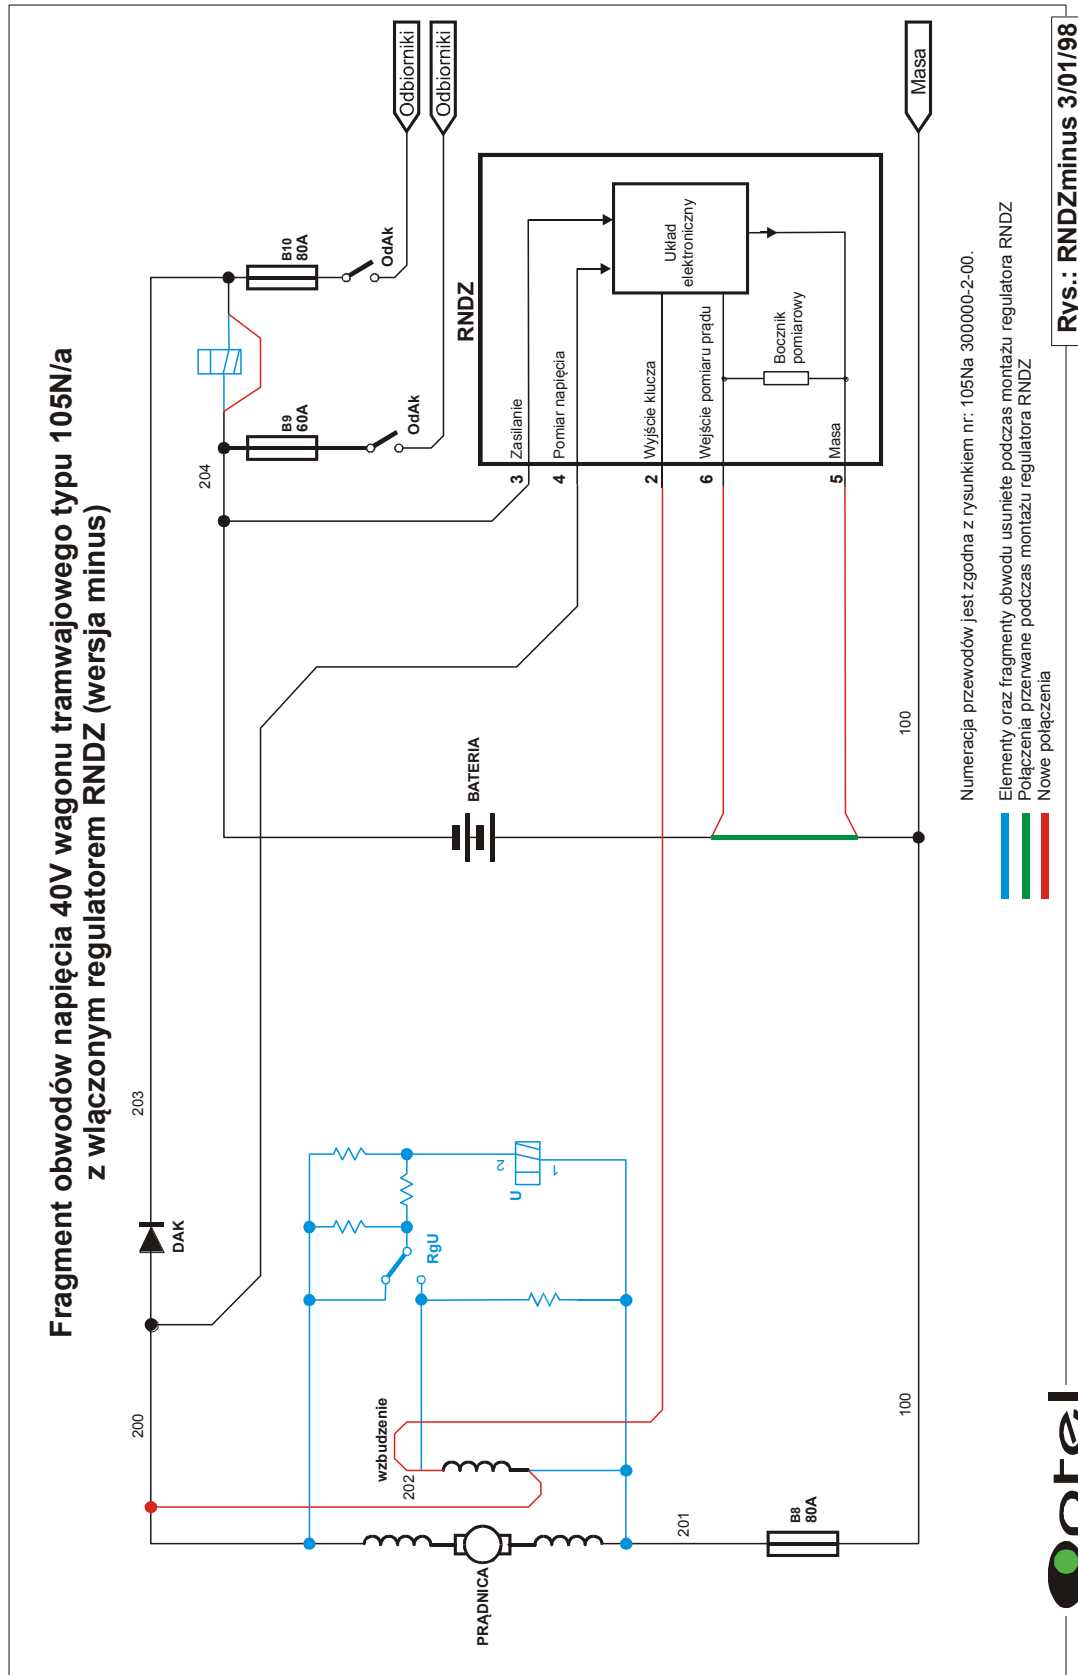 Fragment obwodów napięcia 40V wagonu tramwajowego typu 105N/a
z włączonym regulatorem RNDZ (wersja minus)
200
DAK
203
204
B9
60A
OdAk
B10
80A
OdAk
Odbiorniki
Odbiorniki
RNDZ
3
Zasilanie
4
Pomiar napięcia
2
Wyjście klucza
6
Wejście pomiaru prądu
5
Masa
Układ
elektroniczny
Bocznik
pomiarowy
BATERIA
wzbudzenie
202
RgU
U
2
1
PRĄDNICA
201
B8
80A
100
100
Masa
Numeracja przewodów jest zgodna z rysunkiem nr: 105Na 300000-2-00.
Elementy oraz fragmenty obwodu usuniete podczas montażu regulatora RNDZ
Połączenia przerwane podczas montażu regulatora RNDZ
Nowe połączenia
Rys.: RNDZminus 3/01/98